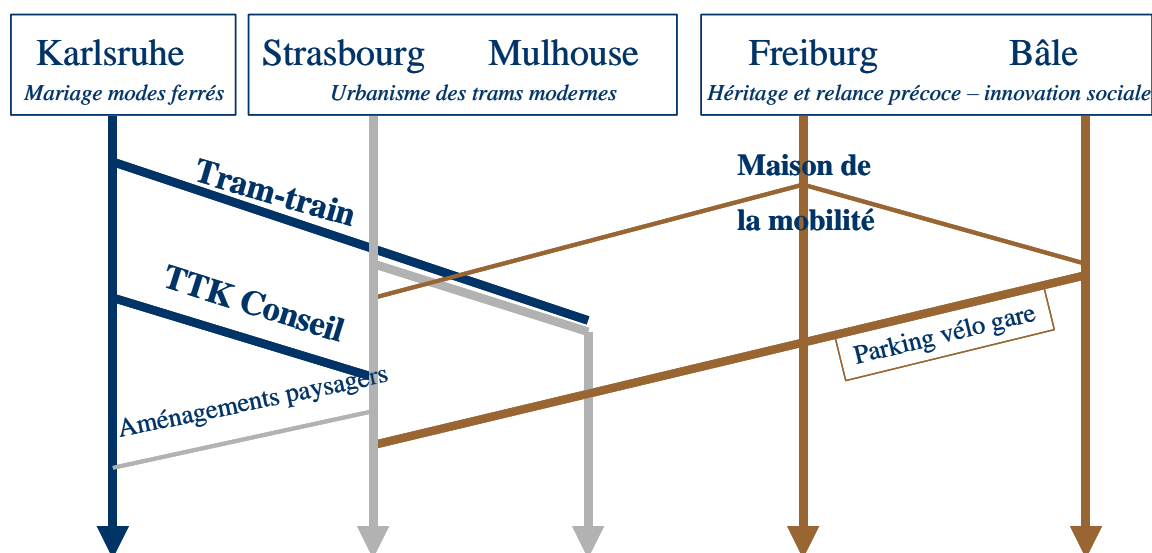 Karlsruhe
Mariage modes ferrés
Strasbourg Mulhouse
Urbanisme des trams modernes
Freiburg Bâle
Héritage et relance précoce – innovation sociale
Tram-train
Maison de
la mobilité
TTK Conseil
Parking vélo gare
Aménagements paysagers